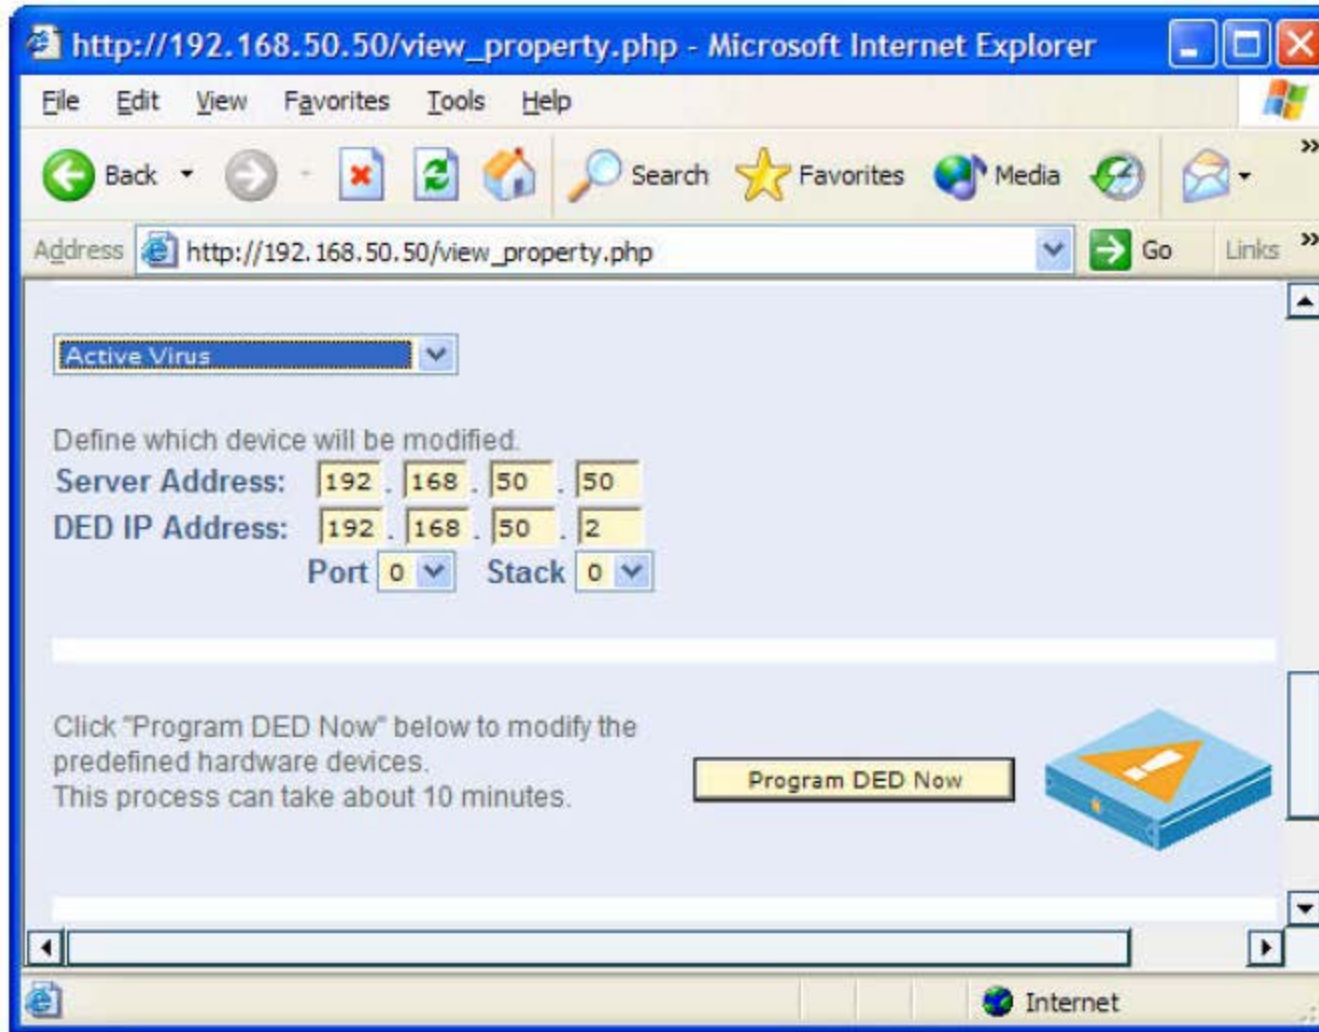 http://192.168.50.50/view_property.php - Microsoft Internet Explorer
File Edit View Favorites Tools Help
Back Search Favorites Media
Address http://192.168.50.50/view_property.php Go Links
Active Virus
Define which device will be modified.
Server Address: 192 . 168 . 50 . 50
DED IP Address: 192 . 168 . 50 . 2
Port 0 Stack 0
Click "Program DED Now" below to modify the
predefined hardware devices.
This process can take about 10 minutes.
Program DED Now
Internet